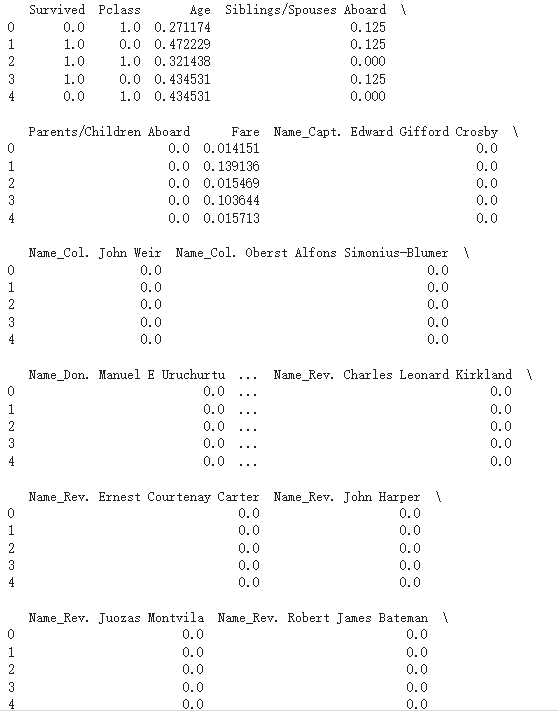 Survived Pclass Age Siblings/Spouses Aboard \
0 0.0 1.0 0.271174 0.125
1 1.0 0.0 0.472229 0.125
2 1.0 1.0 0.321438 0.000
3 1.0 0.0 0.434531 0.125
4 0.0 1.0 0.434531 0.000
Parents/Children Aboard Fare Name_Capt. Edward Gifford Crosby \
0 0.0 0.014151 0.0
1 0.0 0.139136 0.0
2 0.0 0.015469 0.0
3 0.0 0.103644 0.0
4 0.0 0.015713 0.0
Name_Col. John Weir Name_Col. Oberst Alfons Simonius-Blumer \
0 0.0 0.0
1 0.0 0.0
2 0.0 0.0
3 0.0 0.0
4 0.0 0.0
Name_Don. Manuel E Uruchurtu ... Name_Rev. Charles Leonard Kirkland \
0 0.0 ... 0.0
1 0.0 ... 0.0
2 0.0 ... 0.0
3 0.0 ... 0.0
4 0.0 ... 0.0
Name_Rev. Ernest Courtenay Carter Name_Rev. John Harper \
0 0.0 0.0
1 0.0 0.0
2 0.0 0.0
3 0.0 0.0
4 0.0 0.0
Name_Rev. Juozas Montvila Name_Rev. Robert James Bateman \
0 0.0 0.0
1 0.0 0.0
2 0.0 0.0
3 0.0 0.0
4 0.0 0.0